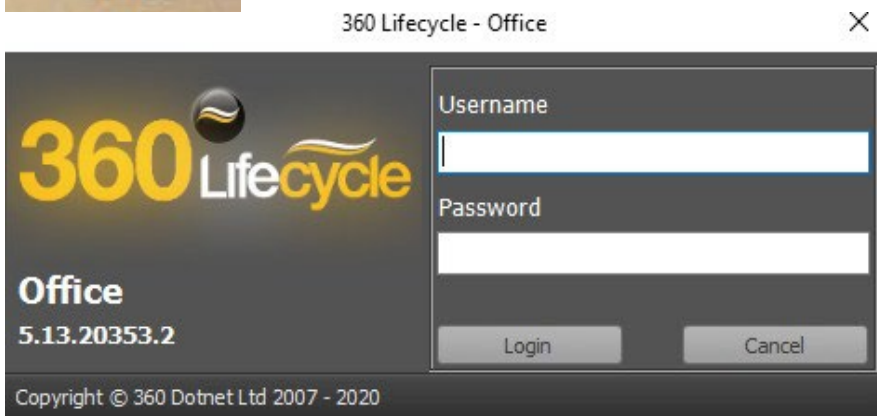 360 Lifecycle - Office
360 Lifecycle
Username
Password
Office
5.13.20353.2
Login Cancel
Copyright © 360 Dotnet Ltd 2007 - 2020